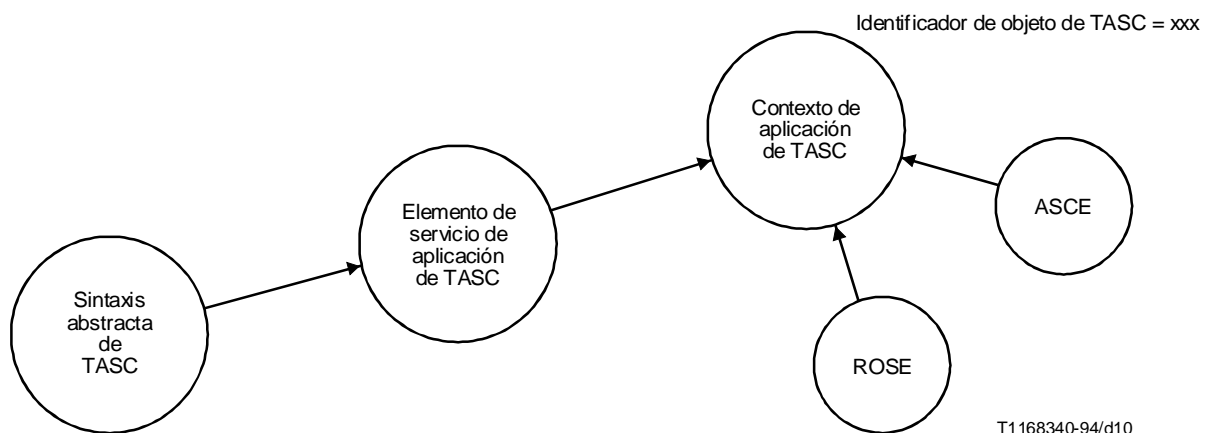 Identificador de objeto de TASC = xxx
Contexto de
aplicación
de TASC
ASCE
Elemento de
servicio de
aplicación
de TASC
Sintaxis
abstracta
de
TASC
ROSE
T1168340-94/d10